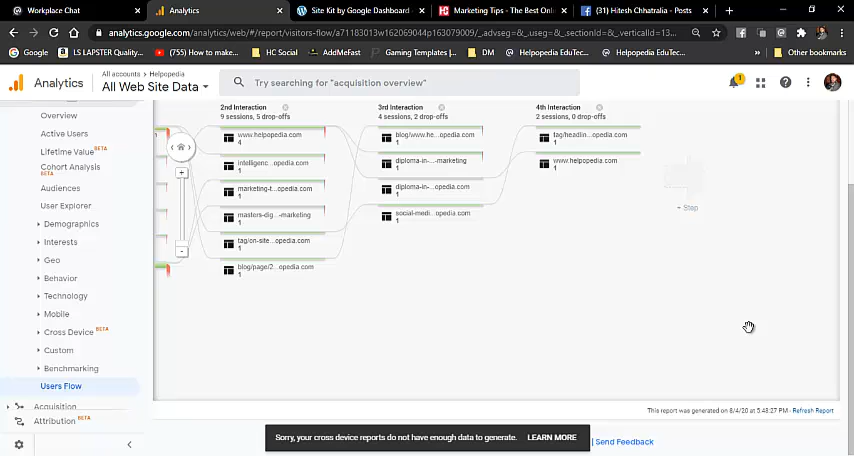 Workplace Chat
Analytics
Site Kit by Google Dashboard
Marketing Tips - The Best Onl
(31) Hitesh Chhatralia - Posts
analytics.google.com/analytics/web/#/report/visitors-flow/a71183013w162069044p163079009/_advseg=&_useg=&_sectionId=&_verticalId=13...
Google
LS LAPSTER Quality...
(755) How to make...
HC Social
AddMeFast
Gaming Templates |...
DM
Helpopedia EduTec...
Helpopedia EduTec...
Other bookmarks
Analytics
All accounts > Helpopedia
All Web Site Data
Try searching for "acquisition overview"
1
Overview
Active Users
Lifetime Value BETA
Cohort Analysis
BETA
Audiences
User Explorer
Demographics
Interests
Geo
Behavior
Technology
Mobile
Cross Device BETA
Custom
Benchmarking
Users Flow
Acquisition
Attribution BETA
2nd Interaction
9 sessions, 5 drop-offs
www.helpopedia.com
4
intelligenc...opedia.com
1
marketing-t...opedia.com
1
masters-dig...-marketing
1
tag/on-site...opedia.com
1
blog/page/2...opedia.com
1
3rd Interaction
4 sessions, 2 drop-offs
blog/www.he...opedia.com
1
diploma-in-...-marketing
1
diploma-in-...opedia.com
1
social-medi...opedia.com
1
4th Interaction
2 sessions, 0 drop-offs
tag/headlin...opedia.com
1
www.helpopedia.com
1
+ Step
This report was generated on 8/4/20 at 5:48:27 PM - Refresh Report
Sorry, your cross device reports do not have enough data to generate. LEARN MORE
| Send Feedback